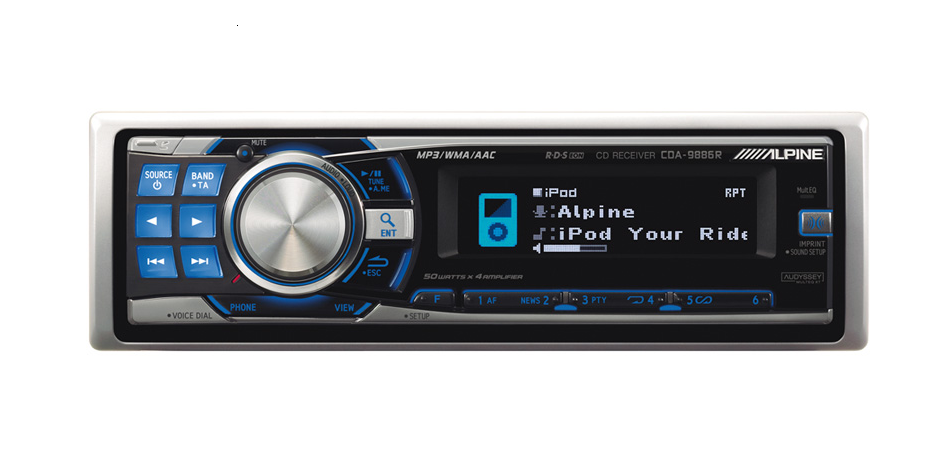 MUTE
SOURCE
BAND
•TA
TUNE
•A.ME
ENT
•ESC
PHONE
VIEW
•VOICE DIAL
•SETUP
MP3/WMA/AAC
R·D·S EON
CD RECEIVER CDA-9886R
ALPINE
iPod
RPT
:Alpine
:iPod Your Ride
MultEQ
IMPRINT
•SOUND SETUP
AUDYSSEY
50WATTS X 4 AMPLIFIER
F
1 AF
NEWS 2
3 PTY
4
5
6